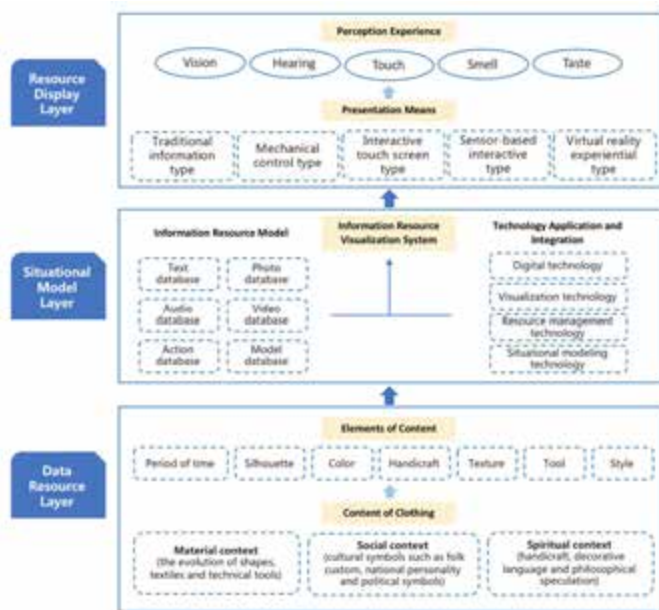 Resource
Display
Layer
Perception Experience
Vision
Hearing
Touch
Smell
Taste
Presentation Means
Traditional
information
type
Mechanical
control type
Interactive
touch screen
type
Sensor-based
interactive
type
Virtual reality
experiential
type
Situational
Model
Layer
Information Resource Model
Text
database
Photo
database
Audio
database
Video
database
Action
database
Model
database
Information Resource
Visualization System
Technology Application and
Integration
Digital technology
Visualization technology
Resource management
technology
Situational modeling
technology
Data
Resource
Layer
Elements of Content
Period of time
Silhouette
Color
Handicraft
Texture
Tool
Style
Content of Clothing
Material context
(the evolution of shapes,
textiles and technical tools)
Social context
(cultural symbols such as folk
custom, national personality
and political symbols)
Spiritual context
(handicraft, decorative
language and philosophical
speculation)